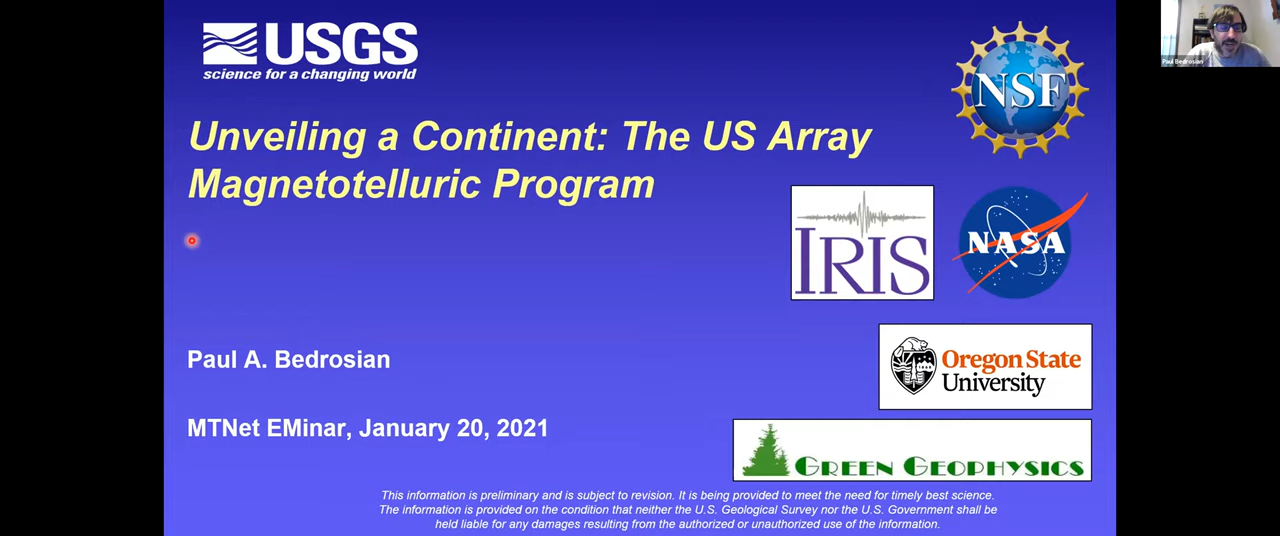 USGS
science for a changing world
NSF
Paul Bedrosian
Unveiling a Continent: The US Array
Magnetotelluric Program
IRIS
NASA
Paul A. Bedrosian
Oregon State
University
MTNet EMinar, January 20, 2021
GREEN GEOPHYSICS
This information is preliminary and is subject to revision. It is being provided to meet the need for timely best science.
The information is provided on the condition that neither the U.S. Geological Survey nor the U.S. Government shall be
held liable for any damages resulting from the authorized or unauthorized use of the information.